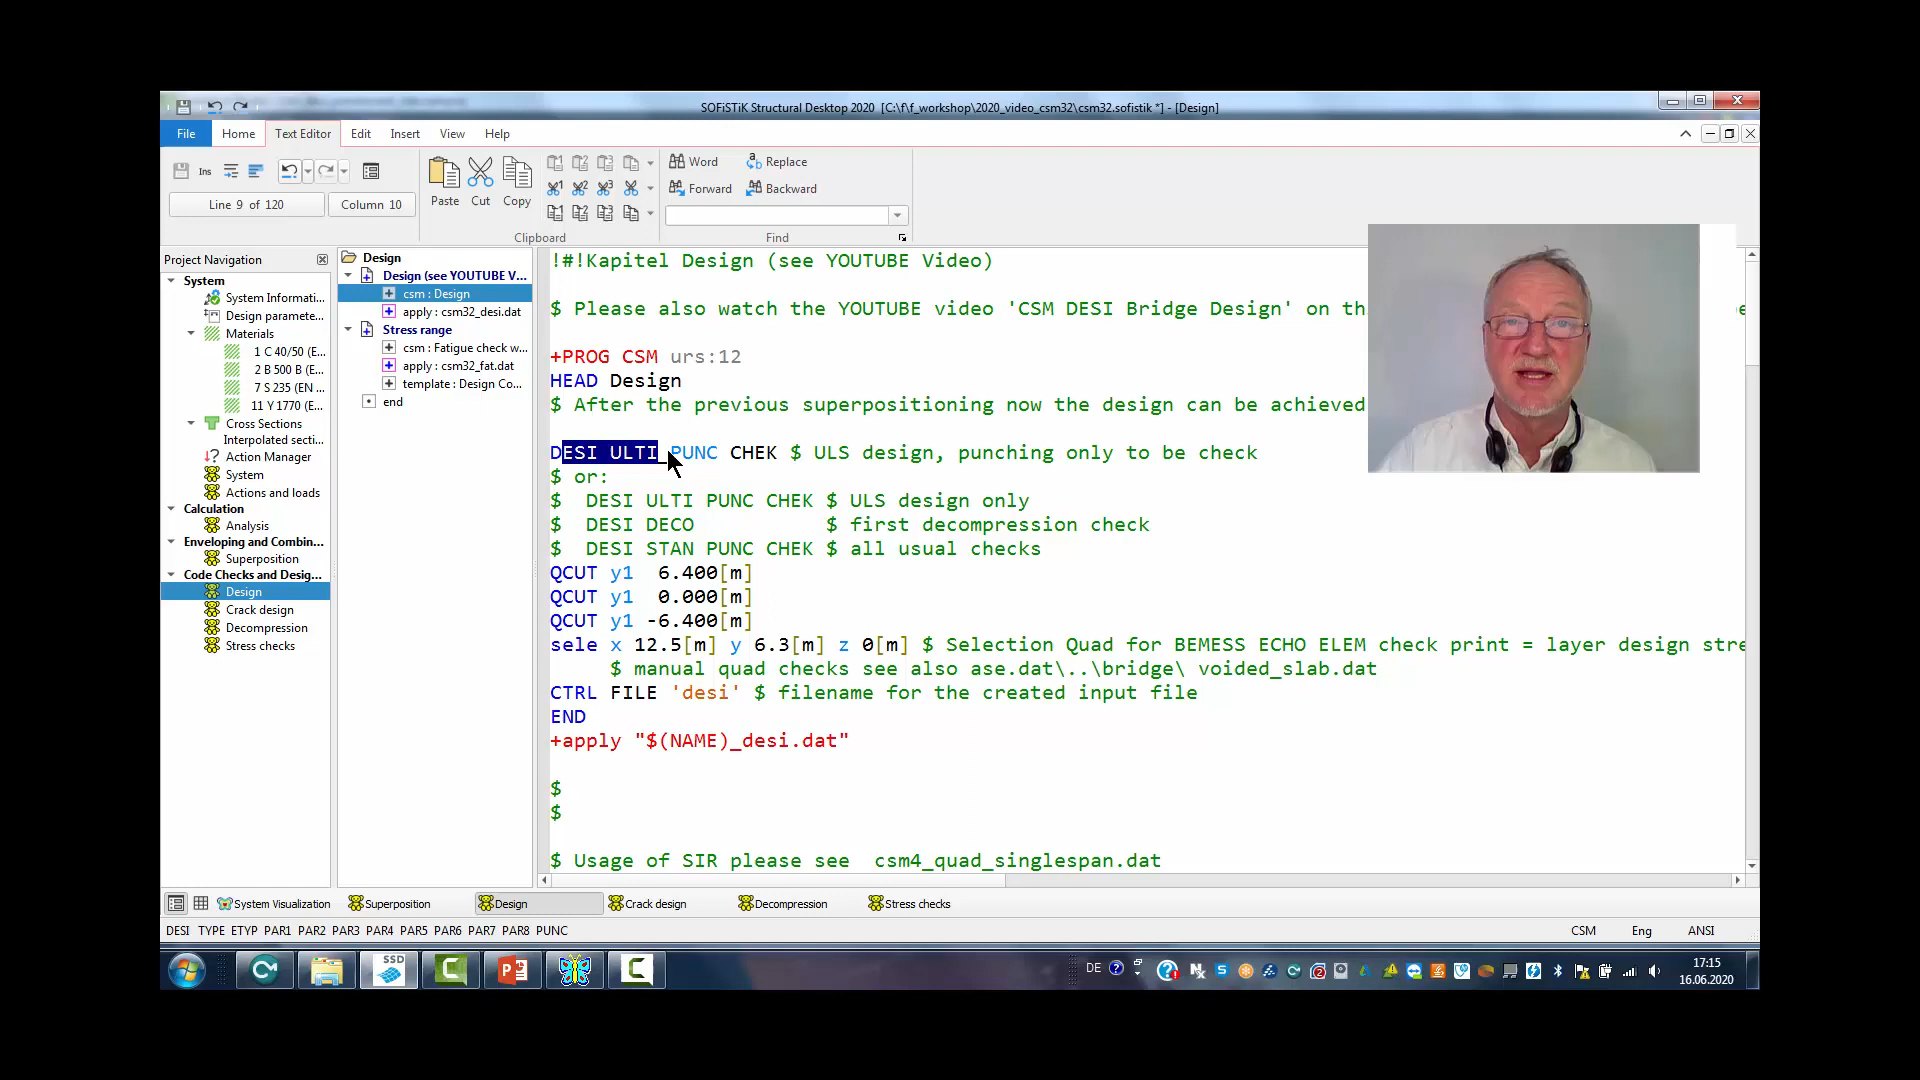 SOFiSTiK Structural Desktop 2020 [C:\f\f_workshop\2020_video_csm32\csm32.sofistik *] - [Design]
File Home Text Editor Edit Insert View Help
Ins
Line 9 of 120 Column 10
Paste Cut Copy
Clipboard
Word Replace
Forward Backward
Find
Project Navigation
System
System Informati...
Design paramete...
Materials
1 C 40/50 (E...
2 B 500 B (E...
7 S 235 (EN ...
11 Y 1770 (E...
Cross Sections
Interpolated secti...
Action Manager
System
Actions and loads
Calculation
Analysis
Enveloping and Combin...
Superposition
Code Checks and Desig...
Design
Crack design
Decompression
Stress checks
Design
Design (see YOUTUBE V...
csm : Design
apply : csm32_desi.dat
Stress range
csm : Fatigue check w...
apply : csm32_fat.dat
template : Design Co...
end
!#!Kapitel Design (see YOUTUBE Video)
$ Please also watch the YOUTUBE video 'CSM DESI Bridge Design' on th
+PROG CSM urs:12
HEAD Design
$ After the previous superpositioning now the design can be achieved
DESI ULTI PUNC CHEK $ ULS design, punching only to be check
$ or:
$ DESI ULTI PUNC CHEK $ ULS design only
$ DESI DECO $ first decompression check
$ DESI STAN PUNC CHEK $ all usual checks
QCUT y1 6.400[m]
QCUT y1 0.000[m]
QCUT y1 -6.400[m]
sele x 12.5[m] y 6.3[m] z 0[m] $ Selection Quad for BEMESS ECHO ELEM check print = layer design stre
$ manual quad checks see also ase.dat\..\bridge\ voided_slab.dat
CTRL FILE 'desi' $ filename for the created input file
END
+apply "$(NAME)_desi.dat"
$
$
$ Usage of SIR please see csm4_quad_singlespan.dat
System Visualization Superposition Design Crack design Decompression Stress checks
DESI TYPE ETYP PAR1 PAR2 PAR3 PAR4 PAR5 PAR6 PAR7 PAR8 PUNC
CSM Eng ANSI
SSD
DE
17:15
16.06.2020